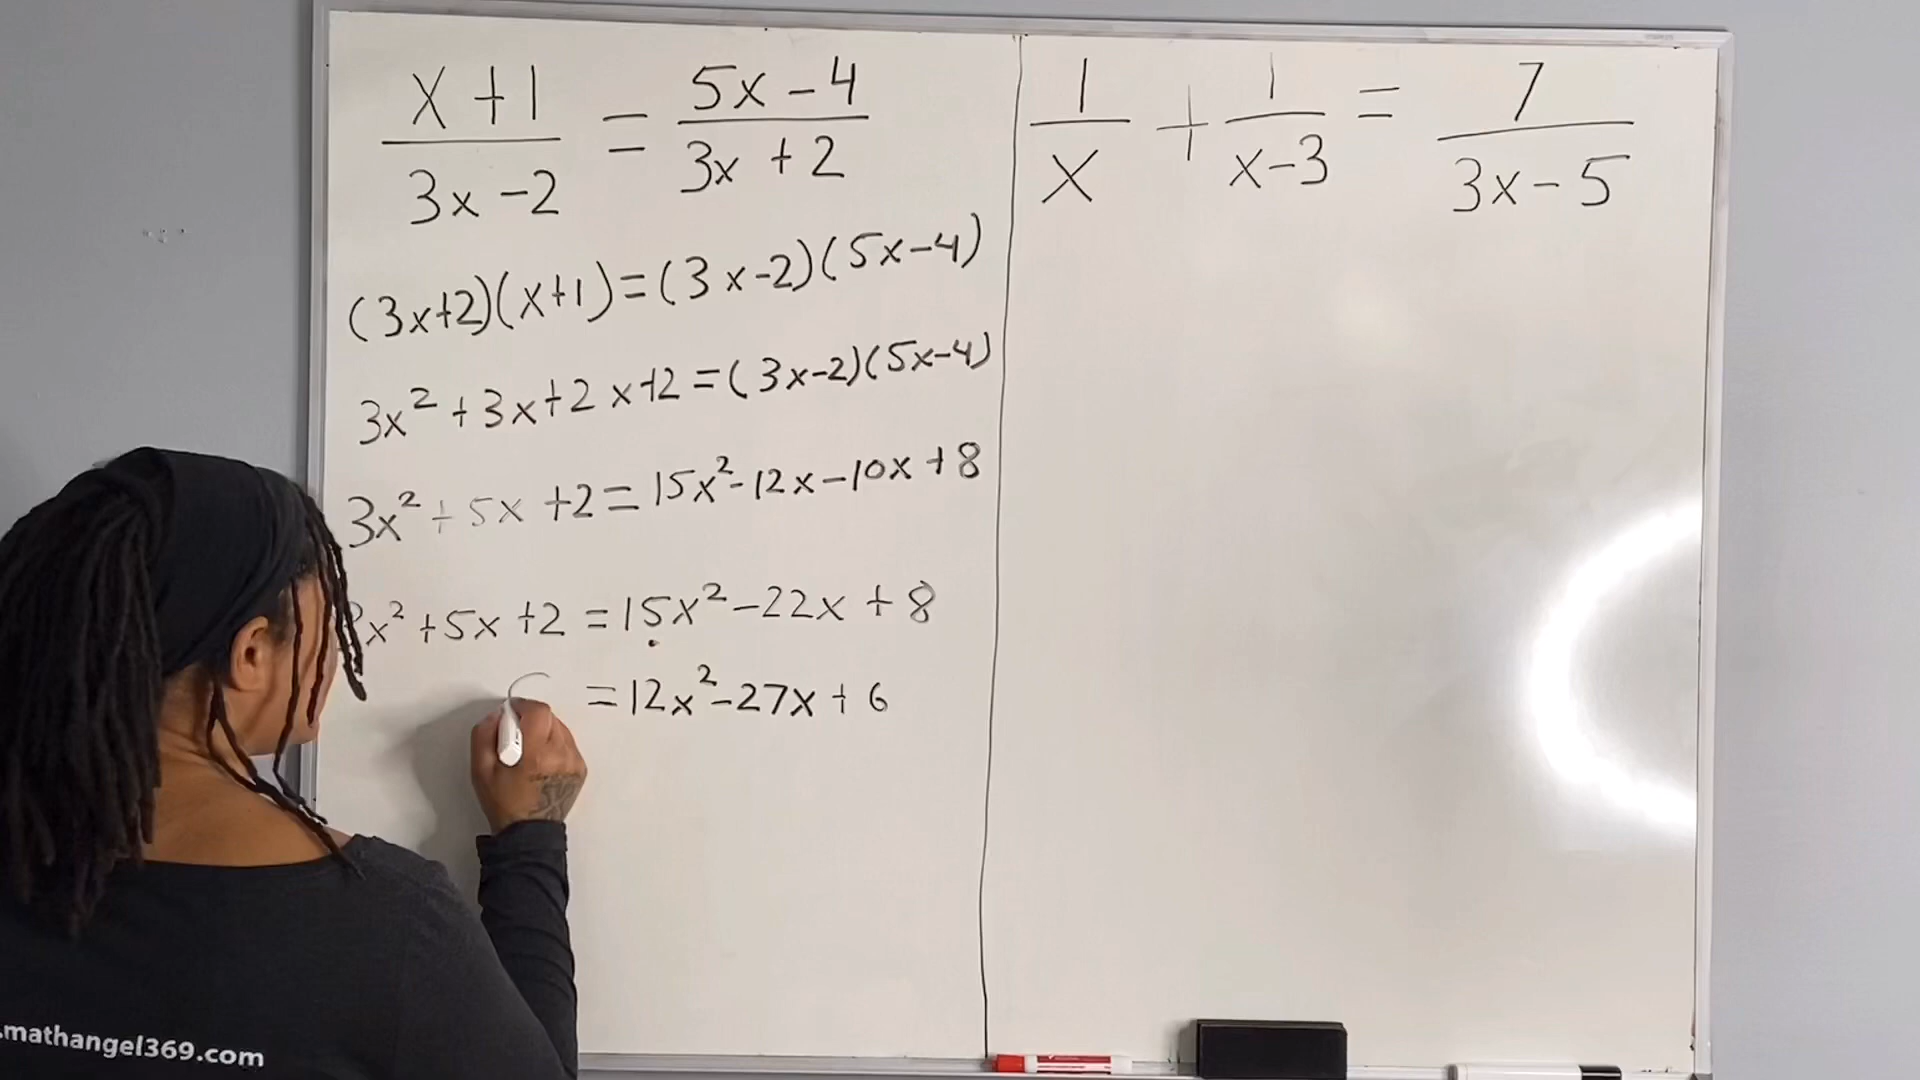 x + 1 / 3x - 2 = 5x - 4 / 3x + 2
(3x+2)(x+1) = (3x-2)(5x-4)
3x² + 3x + 2x + 2 = (3x-2)(5x-4)
3x² + 5x + 2 = 15x² - 12x - 10x + 8
3x² + 5x + 2 = 15x² - 22x + 8
= 12x² - 27x + 6
1 / x + 1 / x-3 = 7 / 3x - 5
.mathangel369.com